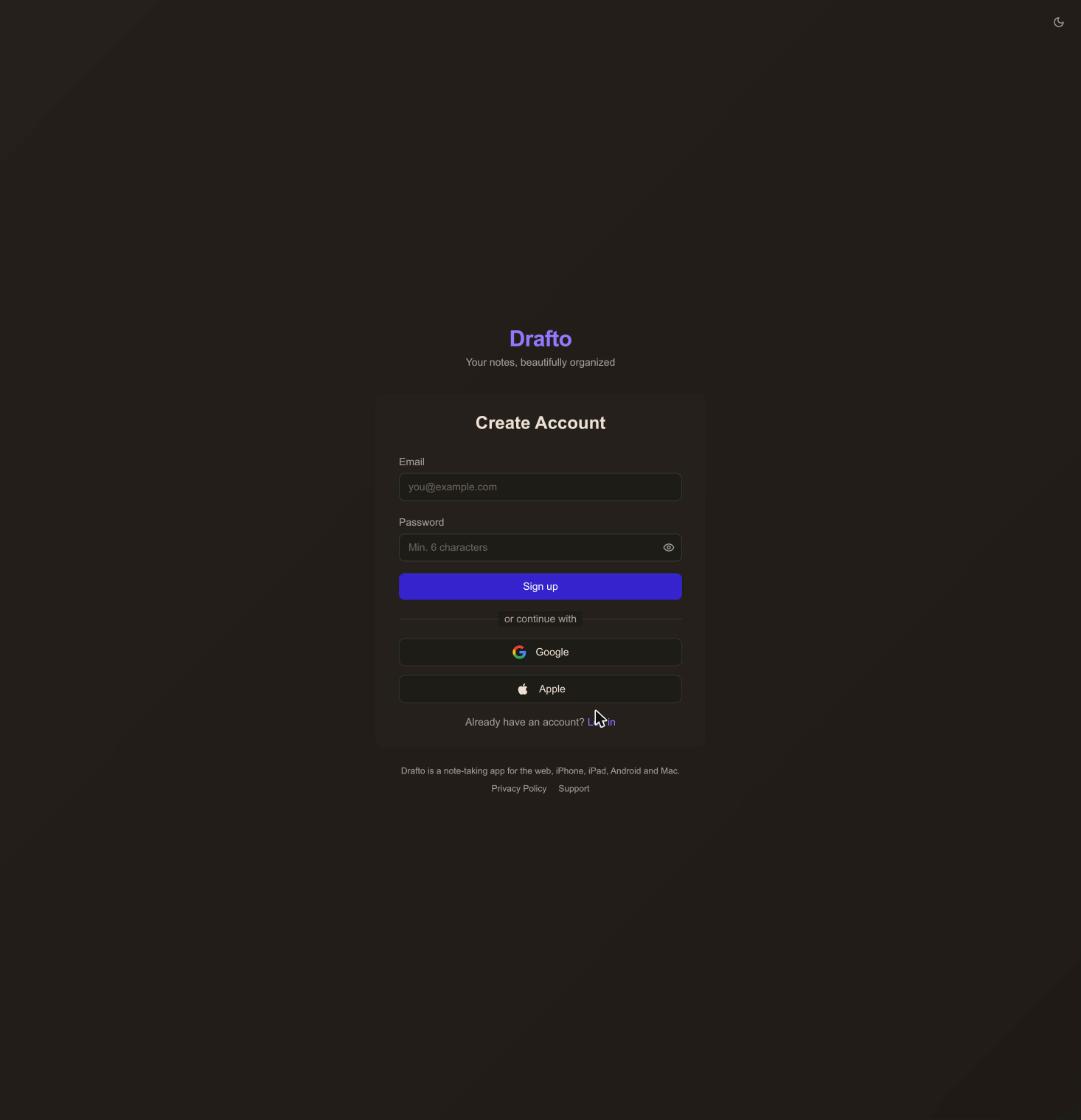 Drafto
Your notes, beautifully organized
Create Account
Email
you@example.com
Password
Min. 6 characters
Sign up
or continue with
Google
Apple
Already have an account?
Drafto is a note-taking app for the web, iPhone, iPad, Android and Mac.
Privacy Policy Support